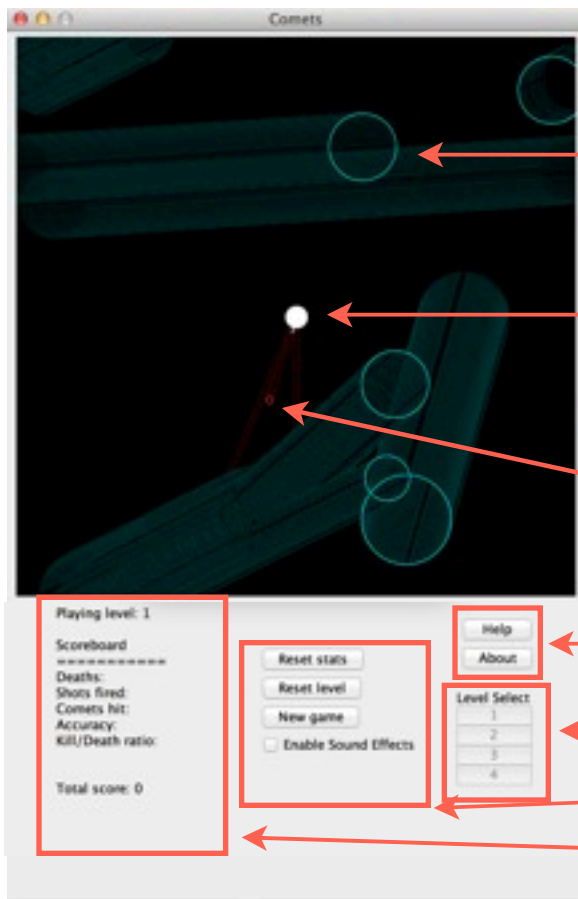 Comets
Playing level: 1
Scoreboard
===========
Deaths:
Shots fired:
Comets hit:
Accuracy:
Kill/Death ratio:
Total score: 0
Reset stats
Reset level
New game
Enable Sound Effects
Help
About
Level Select
1
2
3
4